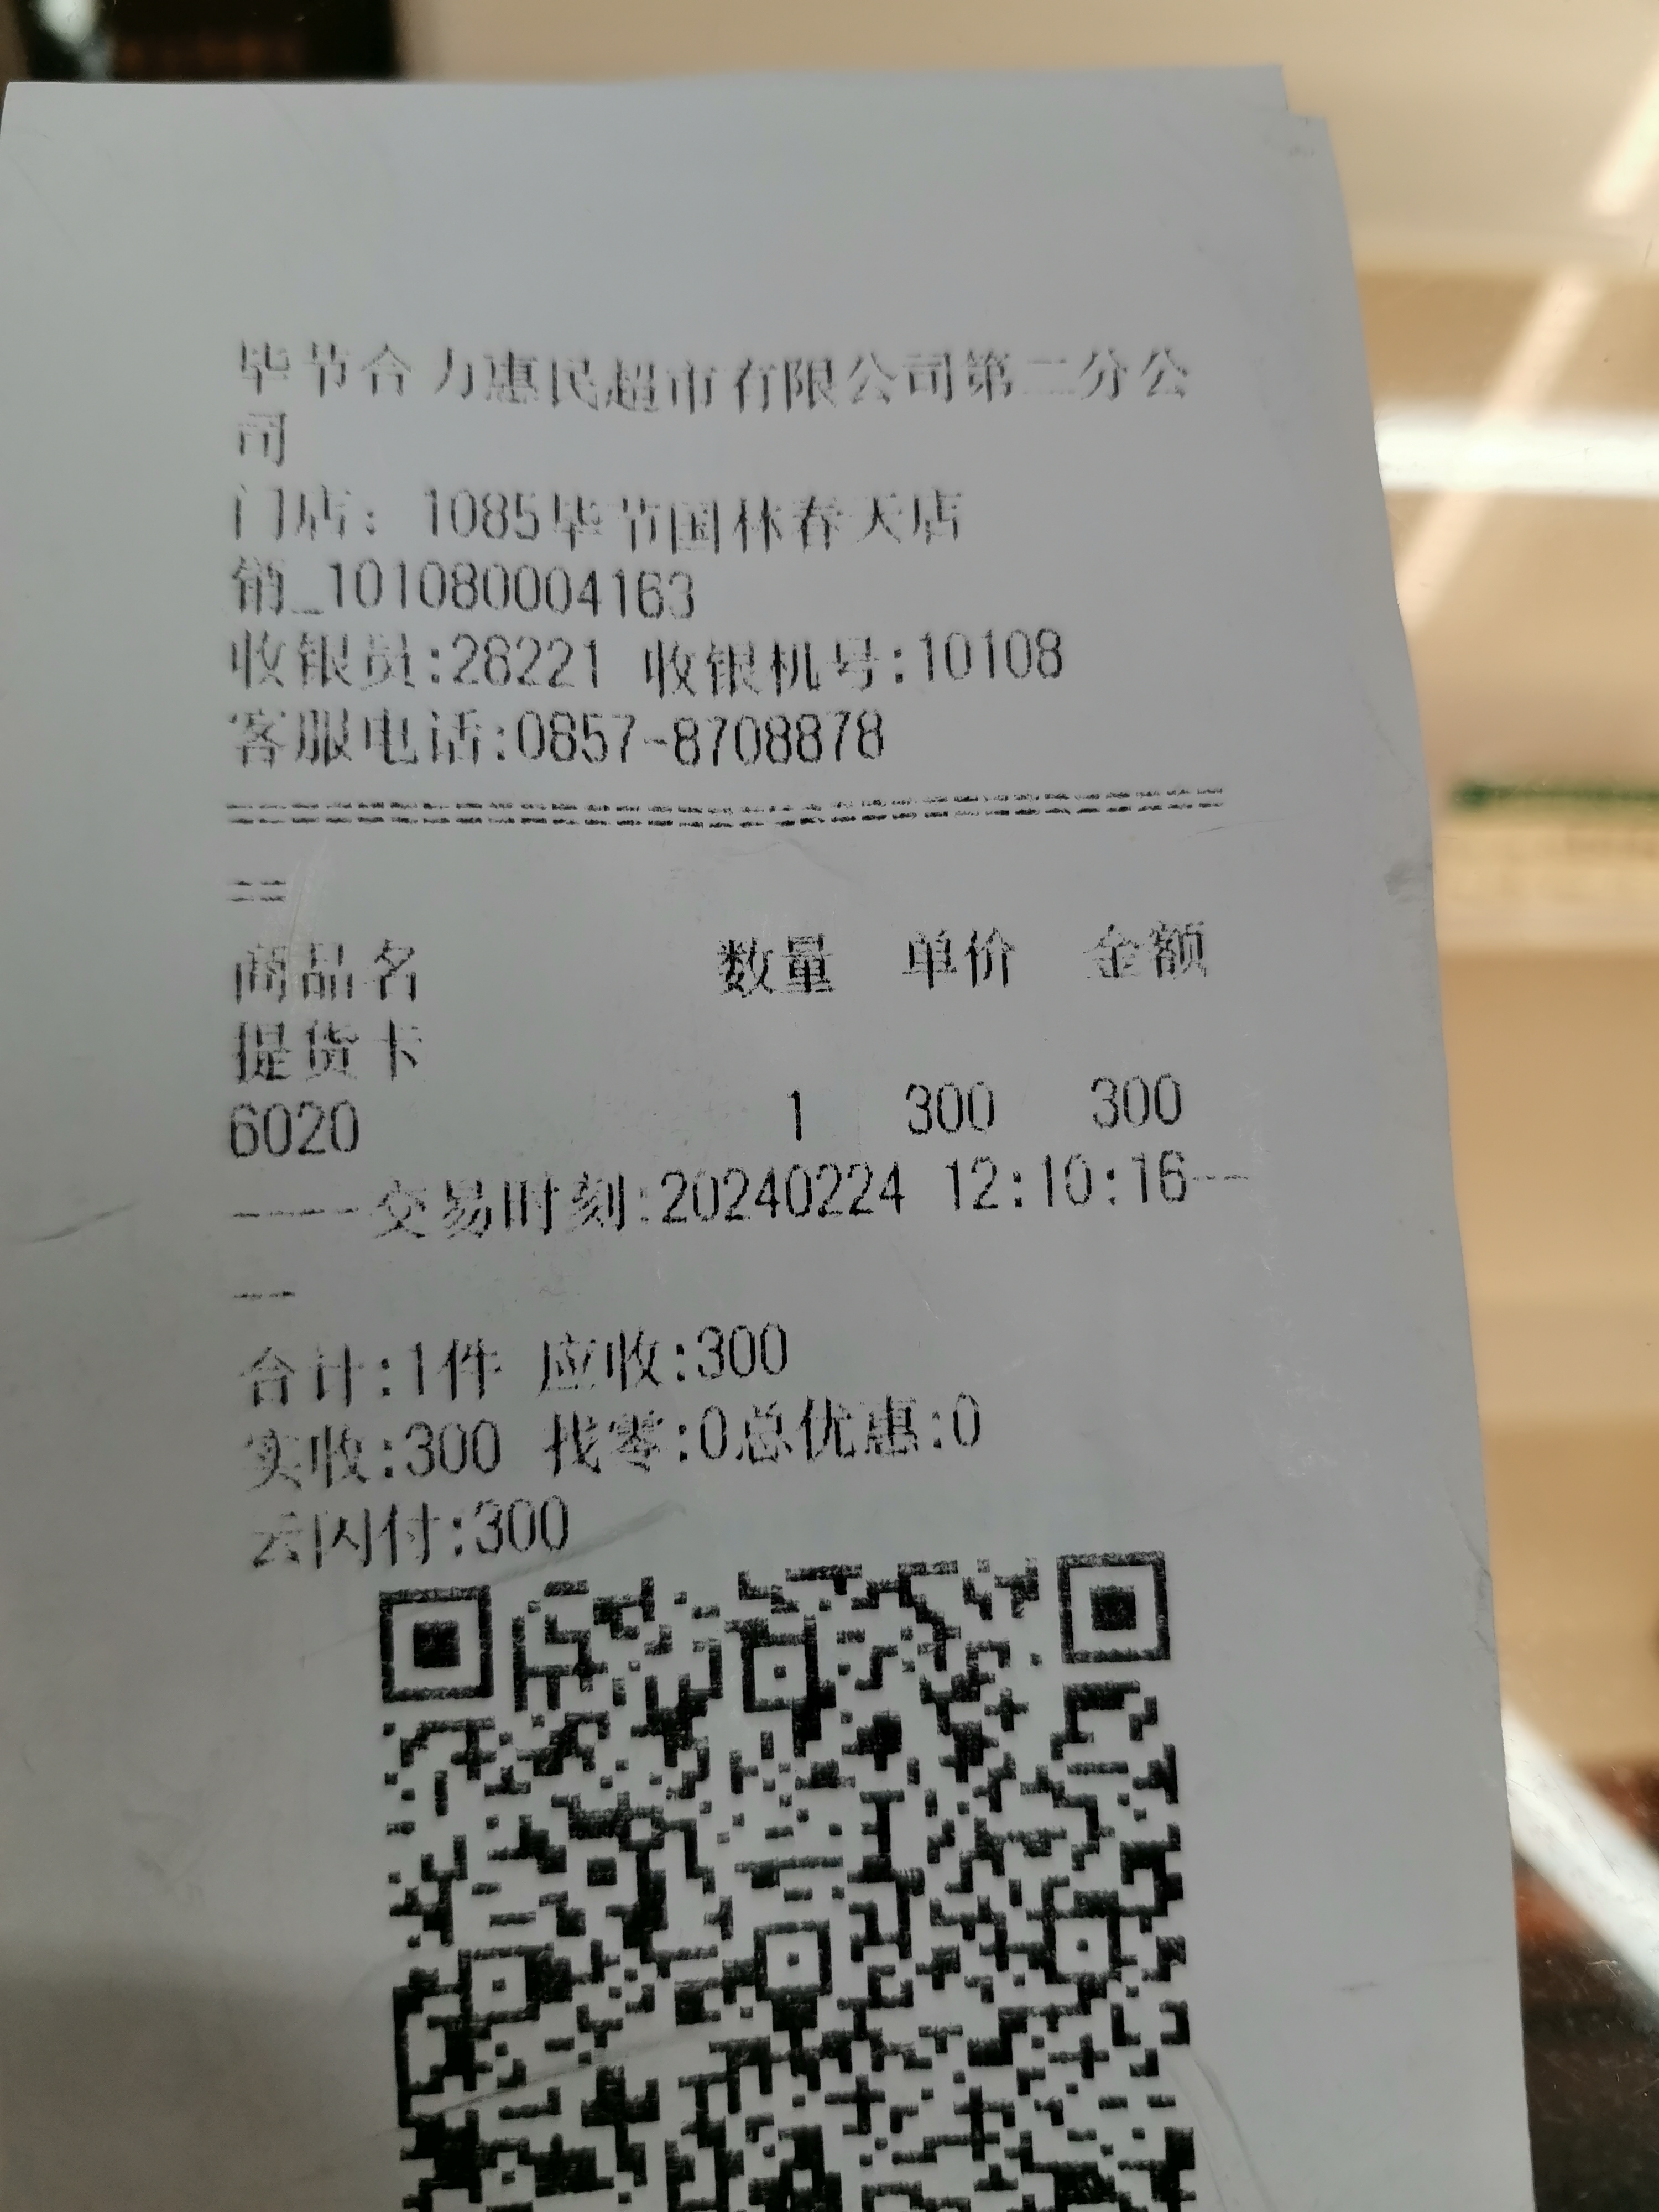 毕节合力惠民超市有限公司第二分公
司
门店：1085毕节国林春天店
销_101080004163
收银员:26221 收银机号:10108
客服电话:0857-8708878
==================================
==
商品名 数量 单价 金额
提货卡
6020 1 300 300
----交易时刻:20240224 12:10:16--
--
合计:1件 应收:300
实收:300 找零:0总优惠:0
云闪付:300